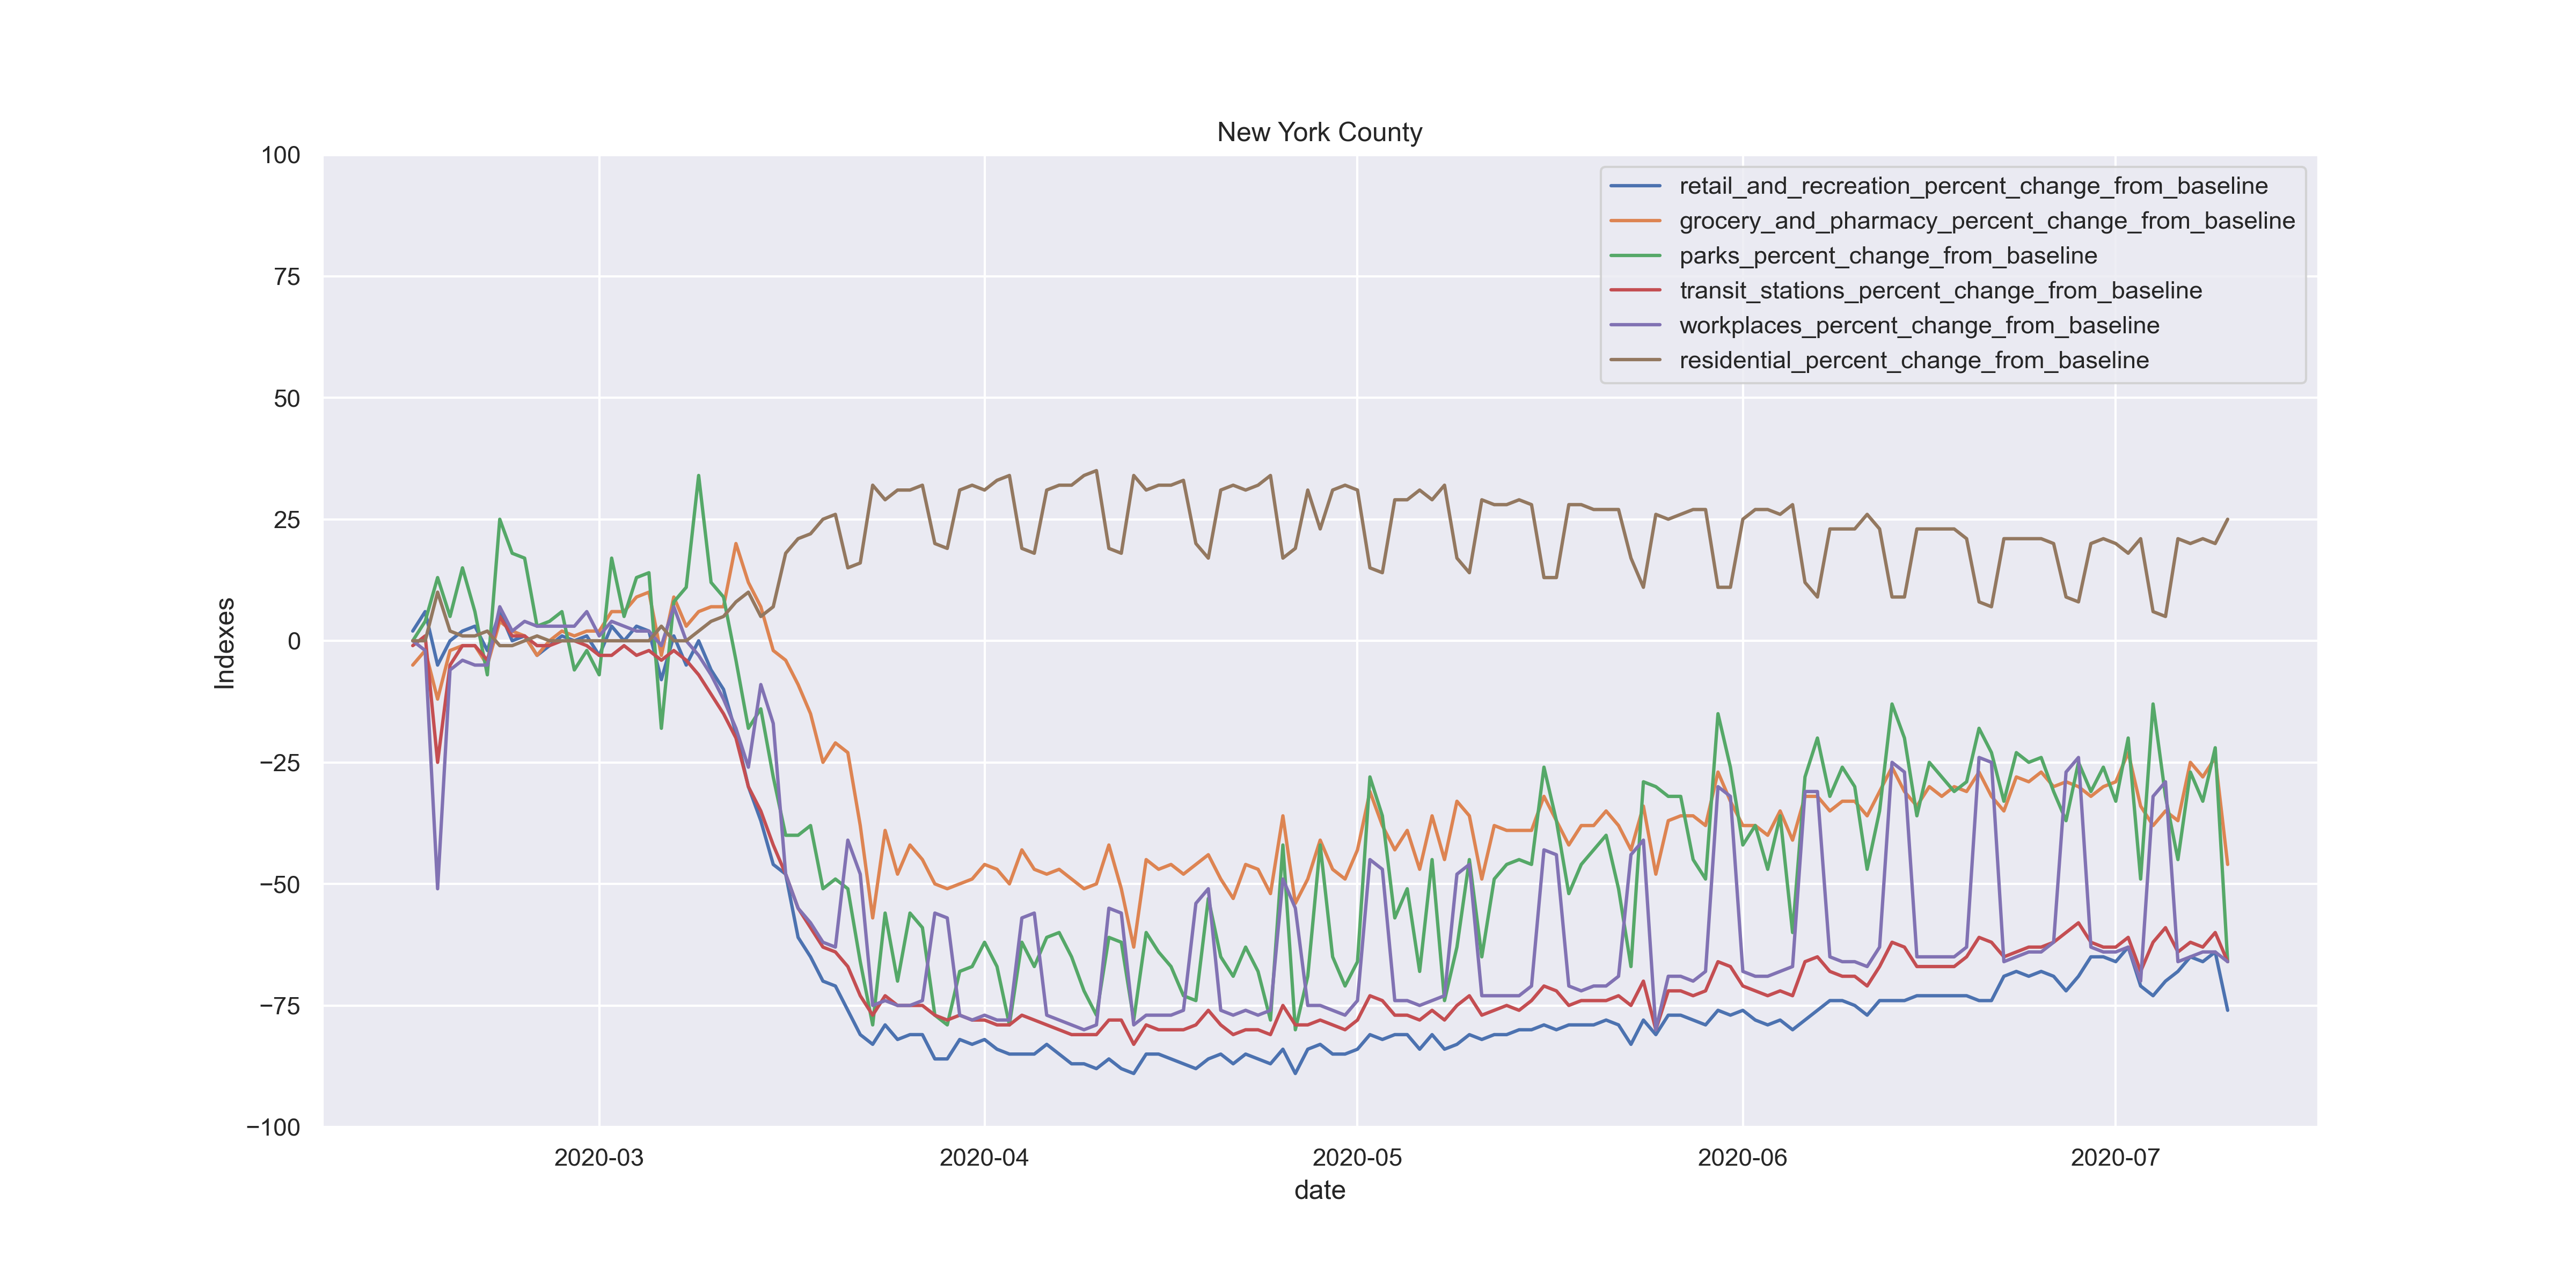 New York County
100
75
50
25
0
−25
−50
−75
−100
Indexes
retail_and_recreation_percent_change_from_baseline
grocery_and_pharmacy_percent_change_from_baseline
parks_percent_change_from_baseline
transit_stations_percent_change_from_baseline
workplaces_percent_change_from_baseline
residential_percent_change_from_baseline
2020-03 2020-04 2020-05 2020-06 2020-07
date